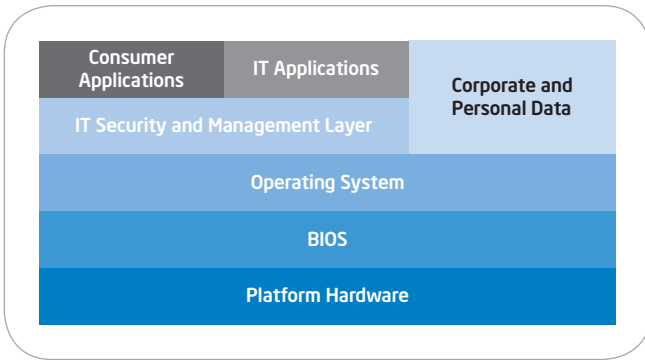 Consumer
Applications
IT Applications
Corporate and
Personal Data
IT Security and Management Layer
Operating System
BIOS
Platform Hardware